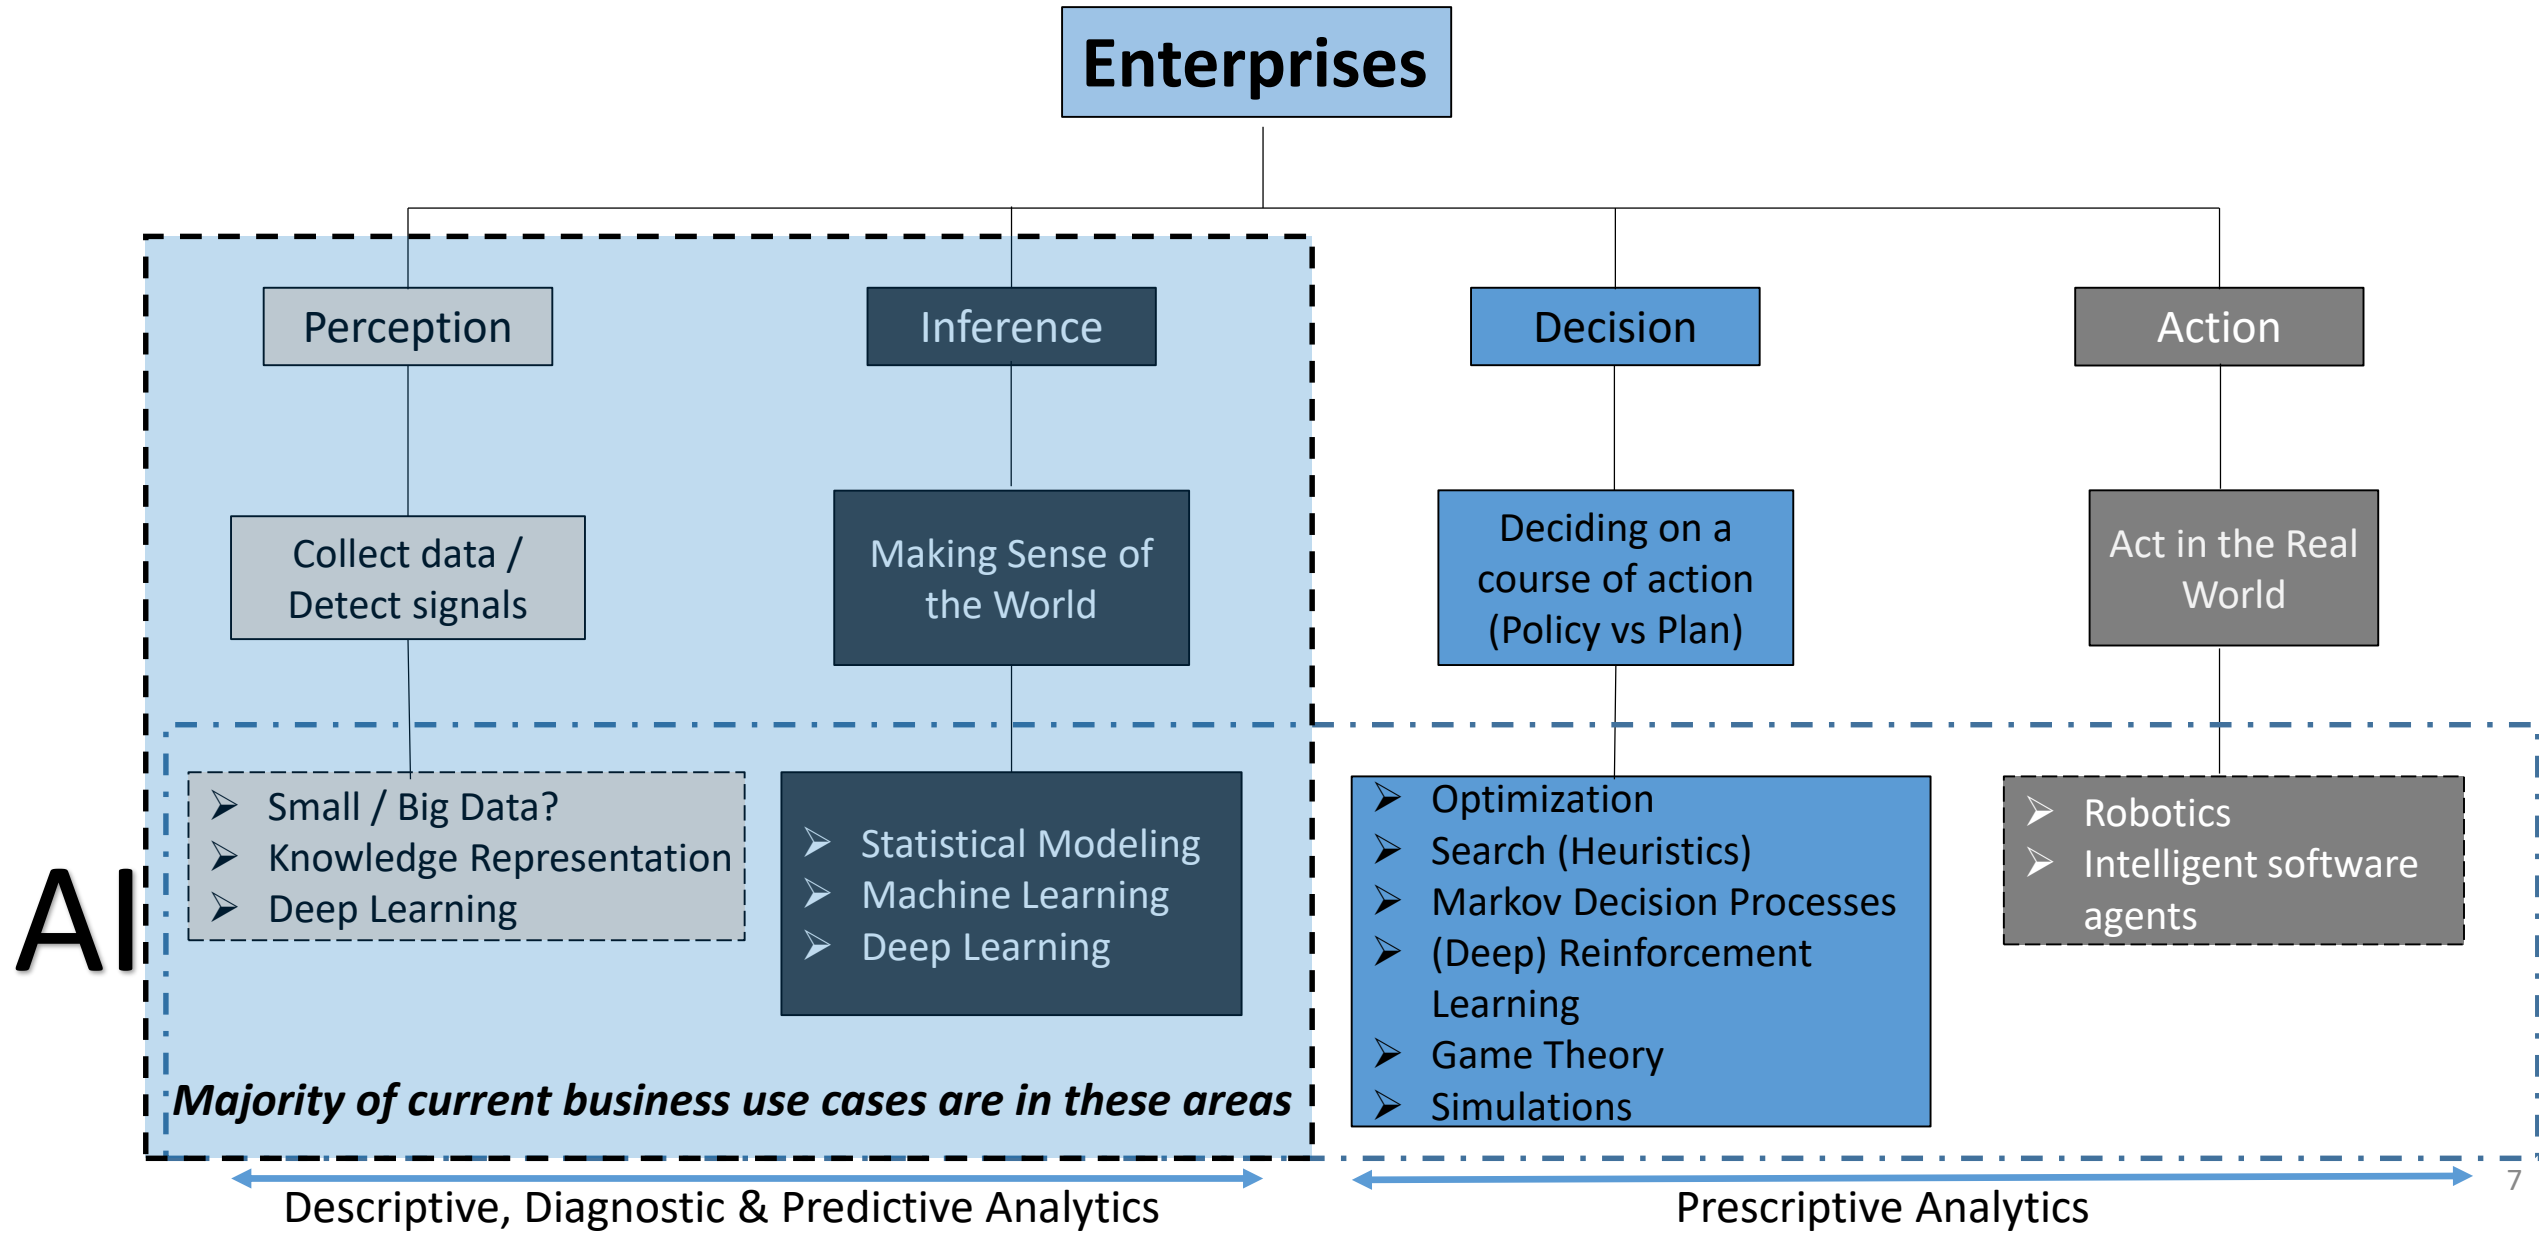 Enterprises
Perception
Inference
Decision
Action
Collect data /
Detect signals
Making Sense of
the World
Deciding on a
course of action
(Policy vs Plan)
Act in the Real
World
AI
➢ Small / Big Data?
➢ Knowledge Representation
➢ Deep Learning
➢ Statistical Modeling
➢ Machine Learning
➢ Deep Learning
➢ Optimization
➢ Search (Heuristics)
➢ Markov Decision Processes
➢ (Deep) Reinforcement
Learning
➢ Game Theory
➢ Simulations
➢ Robotics
➢ Intelligent software
agents
Majority of current business use cases are in these areas
Descriptive, Diagnostic & Predictive Analytics
Prescriptive Analytics
7